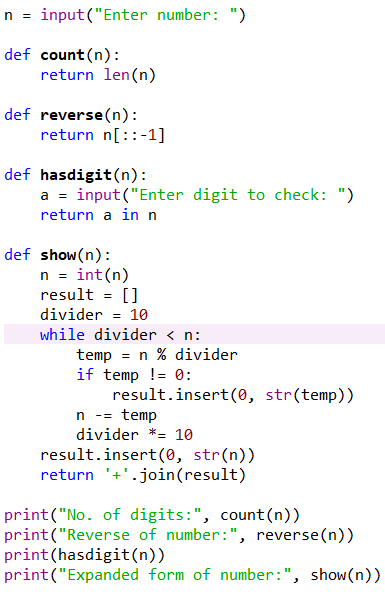 n = input("Enter number: ")

def count(n):
    return len(n)

def reverse(n):
    return n[::-1]

def hasdigit(n):
    a = input("Enter digit to check: ")
    return a in n

def show(n):
    n = int(n)
    result = []
    divider = 10
    while divider < n:
        temp = n % divider
        if temp != 0:
            result.insert(0, str(temp))
        n -= temp
        divider *= 10
    result.insert(0, str(n))
    return '+'.join(result)

print("No. of digits:", count(n))
print("Reverse of number:", reverse(n))
print(hasdigit(n))
print("Expanded form of number:", show(n))